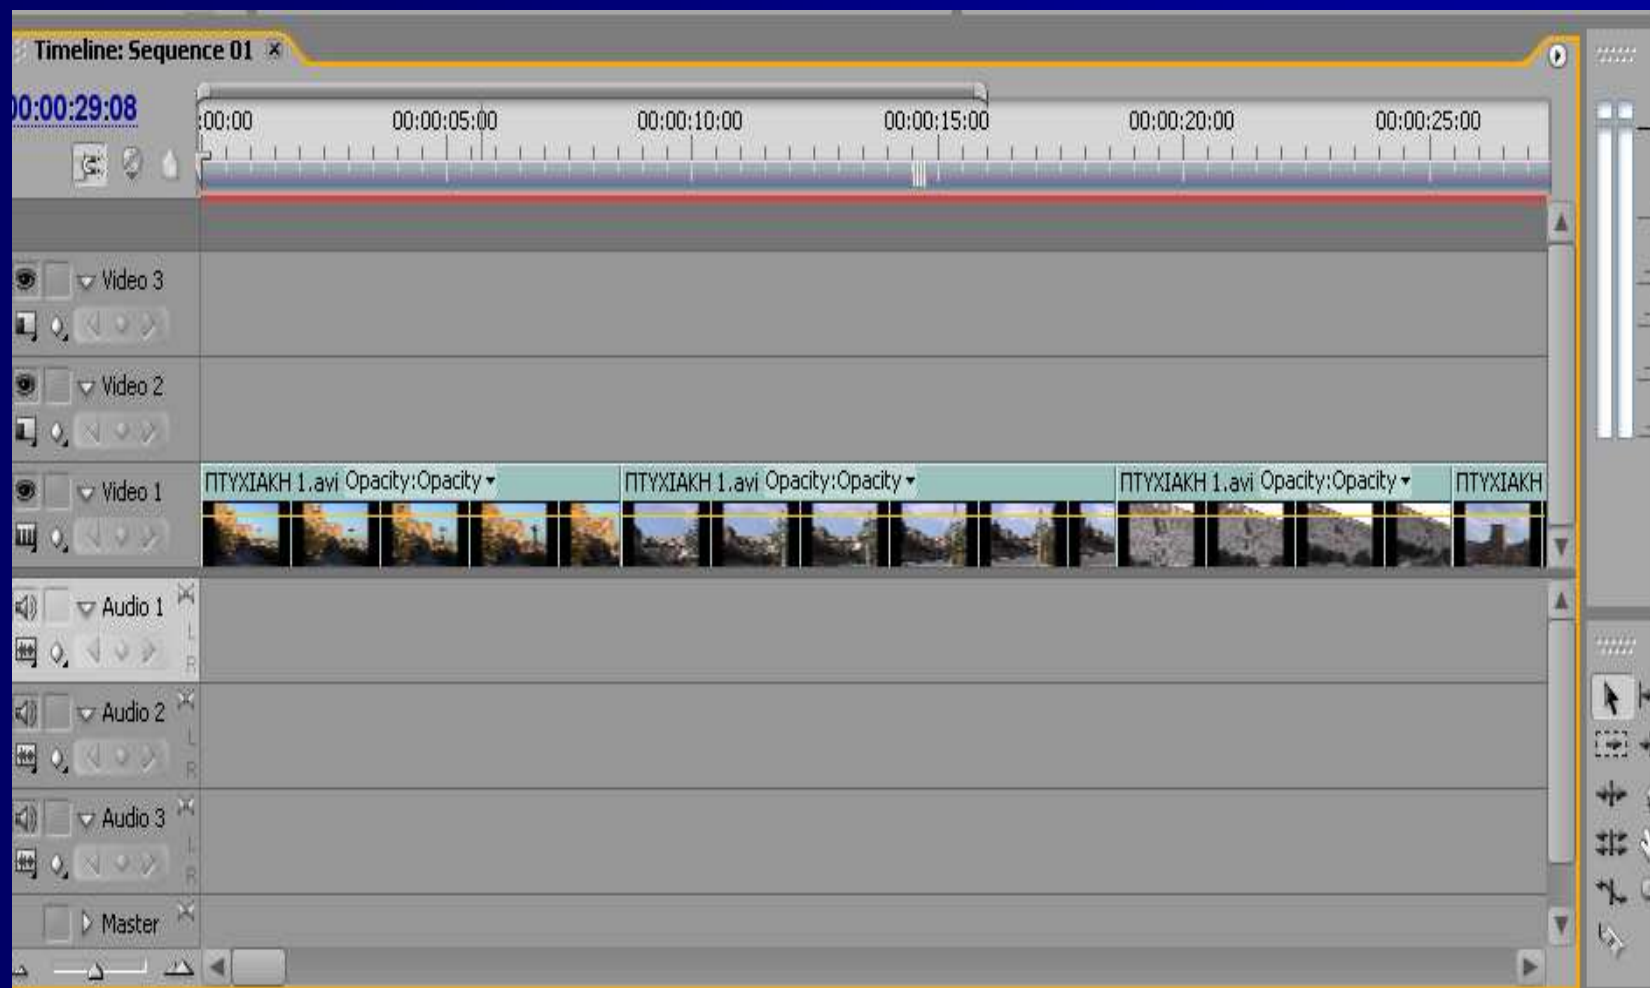 Timeline: Sequence 01
00:00:29:08
:00:00 00:00:05:00 00:00:10:00 00:00:15:00 00:00:20:00 00:00:25:00
Video 3
Video 2
Video 1
ΠΤΥΧΙΑΚΗ 1.avi Opacity:Opacity ΠΤΥΧΙΑΚΗ 1.avi Opacity:Opacity ΠΤΥΧΙΑΚΗ 1.avi Opacity:Opacity ΠΤΥΧΙΑΚΗ
Audio 1
L
R
Audio 2
L
R
Audio 3
L
R
Master